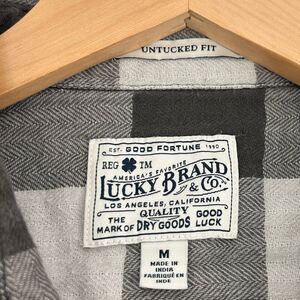 UNTUCKED FIT
EST. GOOD FORTUNE 1990
REG TM
AMERICA'S FAVORITE
LUCKY BRAND
& CO.
LOS ANGELES, CALIFORNIA
THE QUALITY GOOD
MARK OF DRY GOODS LUCK
M
MADE IN
INDIA
FABRIQUÉ EN
INDE